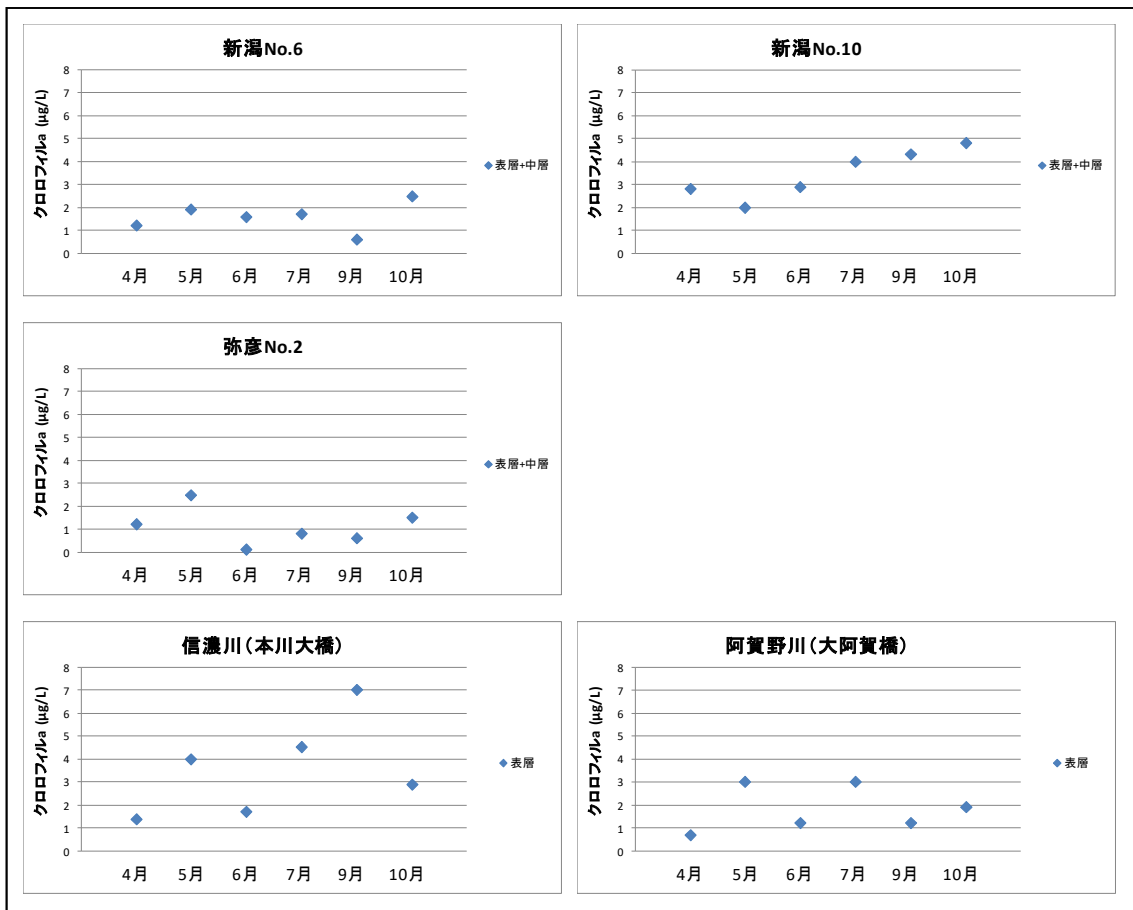 新潟No.6
クロロフィルa (µg/L)
8
7
6
5
4
3
2
1
0
4月 5月 6月 7月 9月 10月
表層+中層
新潟No.10
クロロフィルa (µg/L)
8
7
6
5
4
3
2
1
0
4月 5月 6月 7月 9月 10月
表層+中層
弥彦No.2
クロロフィルa (µg/L)
8
7
6
5
4
3
2
1
0
4月 5月 6月 7月 9月 10月
表層+中層
信濃川(本川大橋)
クロロフィルa (µg/L)
8
7
6
5
4
3
2
1
0
4月 5月 6月 7月 9月 10月
表層
阿賀野川(大阿賀橋)
クロロフィルa (µg/L)
8
7
6
5
4
3
2
1
0
4月 5月 6月 7月 9月 10月
表層